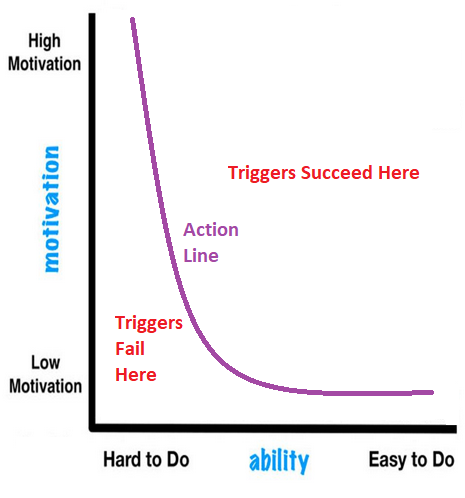 High
Motivation
motivation
Triggers Succeed Here
Action
Line
Triggers
Fail
Here
Low
Motivation
Hard to Do
ability
Easy to Do